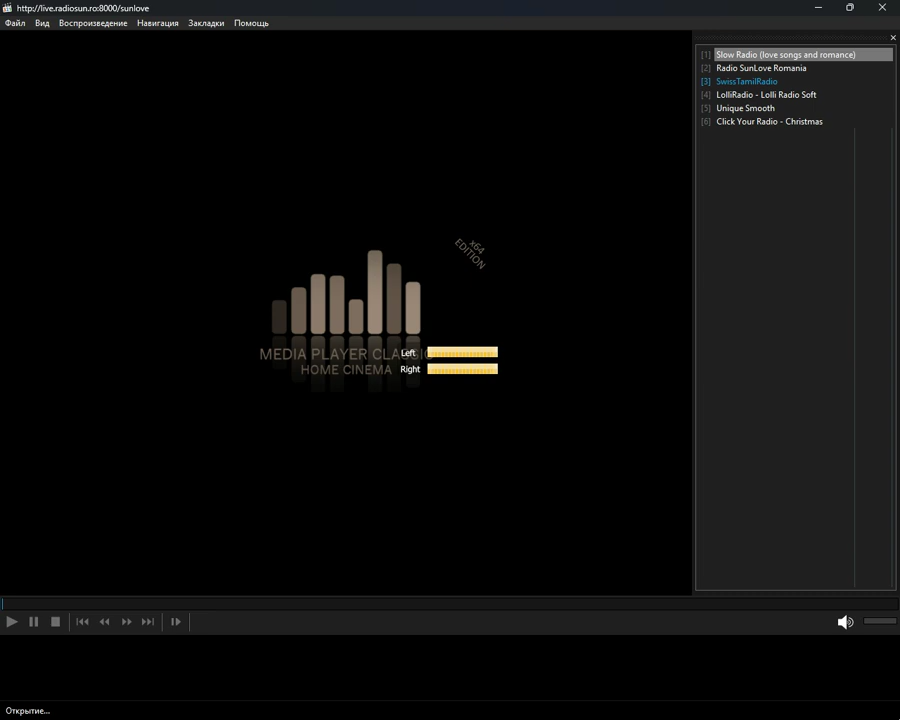 http://live.radiosun.ro:8000/sunlove
Файл Вид Воспроизведение Навигация Закладки Помощь
[1] Slow Radio (love songs and romance)
[2] Radio SunLove Romania
[3] SwissTamilRadio
[4] LolliRadio - Lolli Radio Soft
[5] Unique Smooth
[6] Click Your Radio - Christmas
x64
EDITION
MEDIA PLAYER CLASSIC
HOME CINEMA
Left
Right
Открытие...